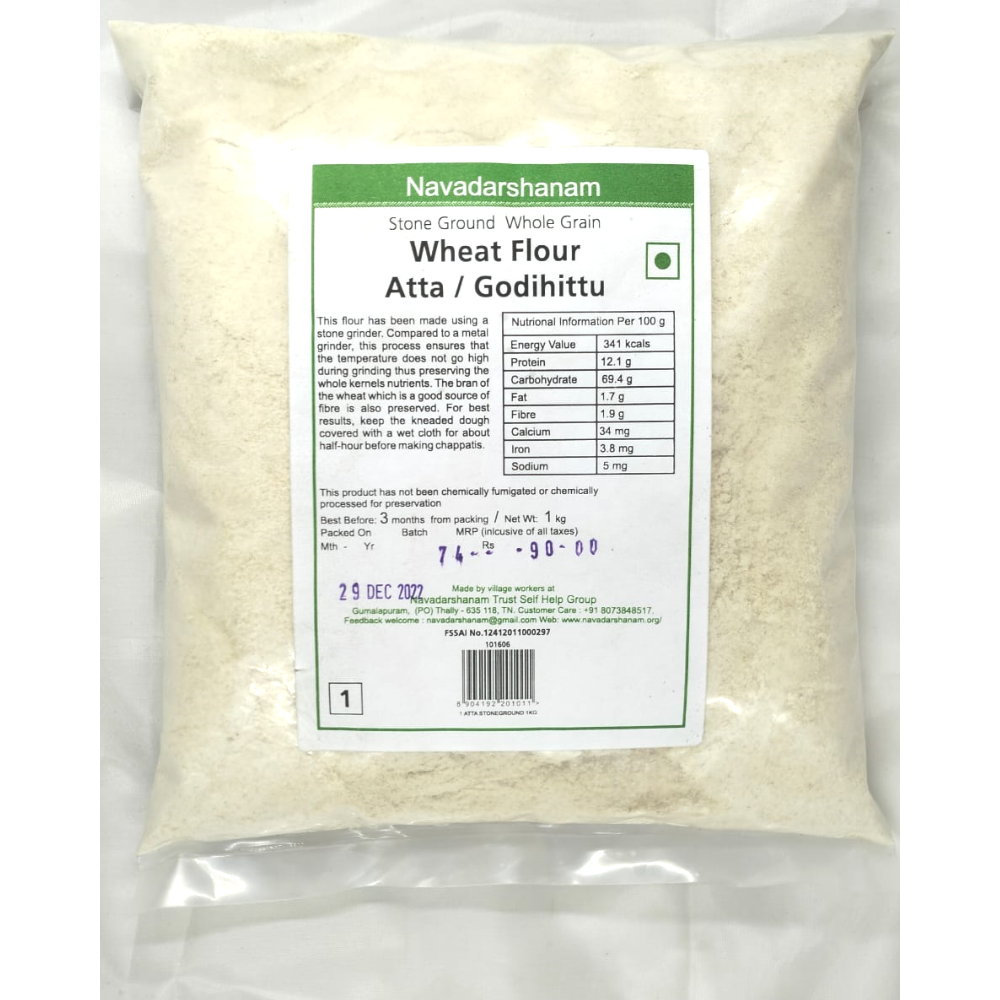 Navadarshanam
Stone Ground Whole Grain
Wheat Flour
Atta / Godihittu
This flour has been made using a
stone grinder. Compared to a metal
grinder, this process ensures that
the temperature does not go high
during grinding thus preserving the
whole kernels nutrients. The bran of
the wheat which is a good source of
fibre is also preserved. For best
results, keep the kneaded dough
covered with a wet cloth for about
half-hour before making chappatis.
Nutrional Information Per 100 g
Energy Value 341 kcals
Protein 12.1 g
Carbohydrate 69.4 g
Fat 1.7 g
Fibre 1.9 g
Calcium 34 mg
Iron 3.8 mg
Sodium 5 mg
This product has not been chemically fumigated or chemically
processed for preservation
Best Before: 3 months from packing / Net Wt: 1 kg
Packed On Batch MRP (inicusive of all taxes)
Mth - Yr Rs
74-- -90-00
29 DEC 2022
Made by village workers at
Navadarshanam Trust Self Help Group
Gumalapuram, (PO) Thally - 635 118, TN. Customer Care : +91 8073848517.
Feedback welcome : navadarshanam@gmail.com Web: www.navadarshanam.org/
FSSAI No.12412011000297
101606
8 904192 201011 >
1 ATTA STONEGROUND 1KG
1